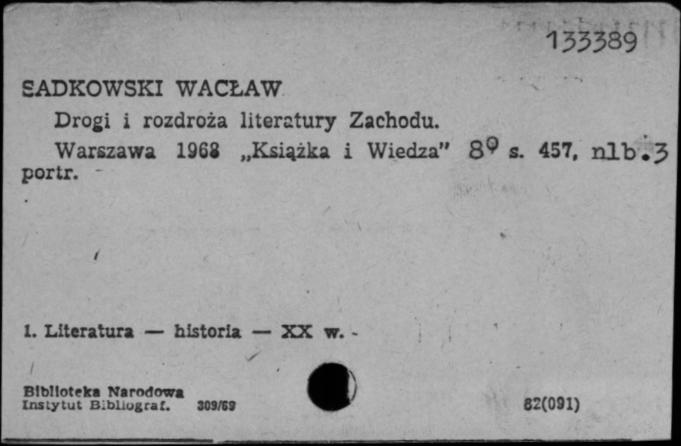 133389
SADKOWSKI WACŁAW
Drogi i rozdroża literatury Zachodu.
Warszawa 1968 „Książka i Wiedza” 8° s. 457, nlb.3
portr.
1. Literatura — historia — XX w.
Biblioteka Narodowa
Instytut Bibliograf. 309/69
82(091)